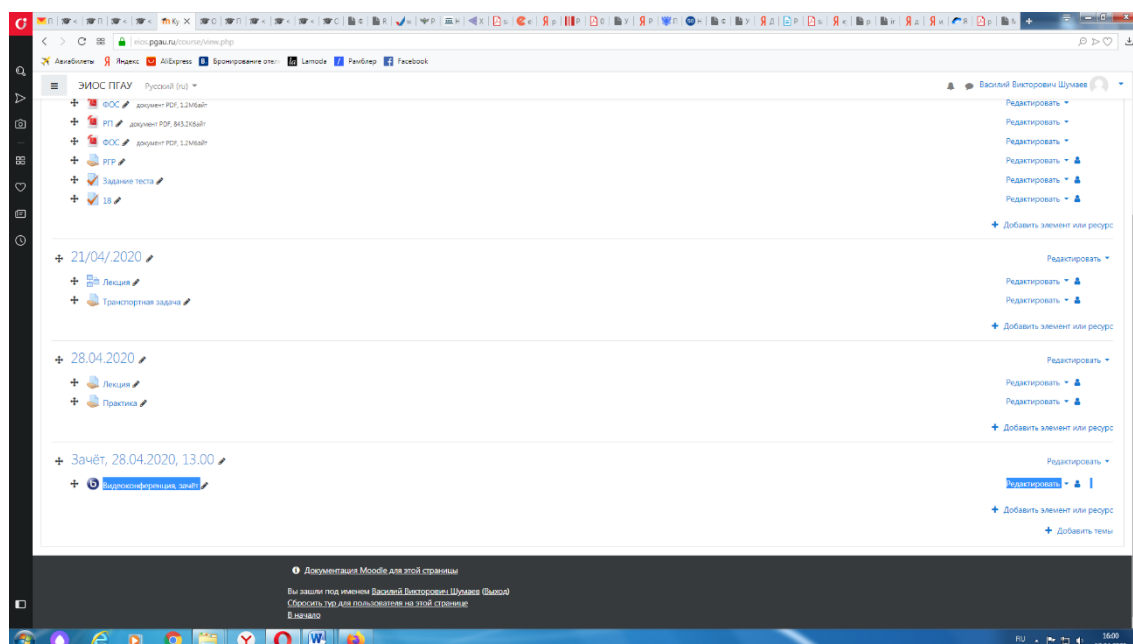 eios.pgau.ru/course/view.php
Авиабилеты Яндекс AliExpress Бронирование отел Lamoda Рамблер Facebook
ЭИОС ПГАУ Русский (ru) Василий Викторович Шумаев
ФОС документ PDF, 1.2Мбайт Редактировать
РП документ PDF, 843.2Кбайт Редактировать
ФОС документ PDF, 1.2Мбайт Редактировать
РГР Редактировать
Задание теста Редактировать
18 Редактировать
Добавить элемент или ресурс
21/04/.2020 Редактировать
Лекция Редактировать
Транспортная задача Редактировать
Добавить элемент или ресурс
28.04.2020 Редактировать
Лекция Редактировать
Практика Редактировать
Добавить элемент или ресурс
Зачёт, 28.04.2020, 13.00 Редактировать
Видеоконференция, зачёт Редактировать
Добавить элемент или ресурс
Добавить темы
Документация Moodle для этой страницы
Вы зашли под именем Василий Викторович Шумаев (Выход)
Сбросить тур для пользователя на этой странице
В начало
RU 16:00